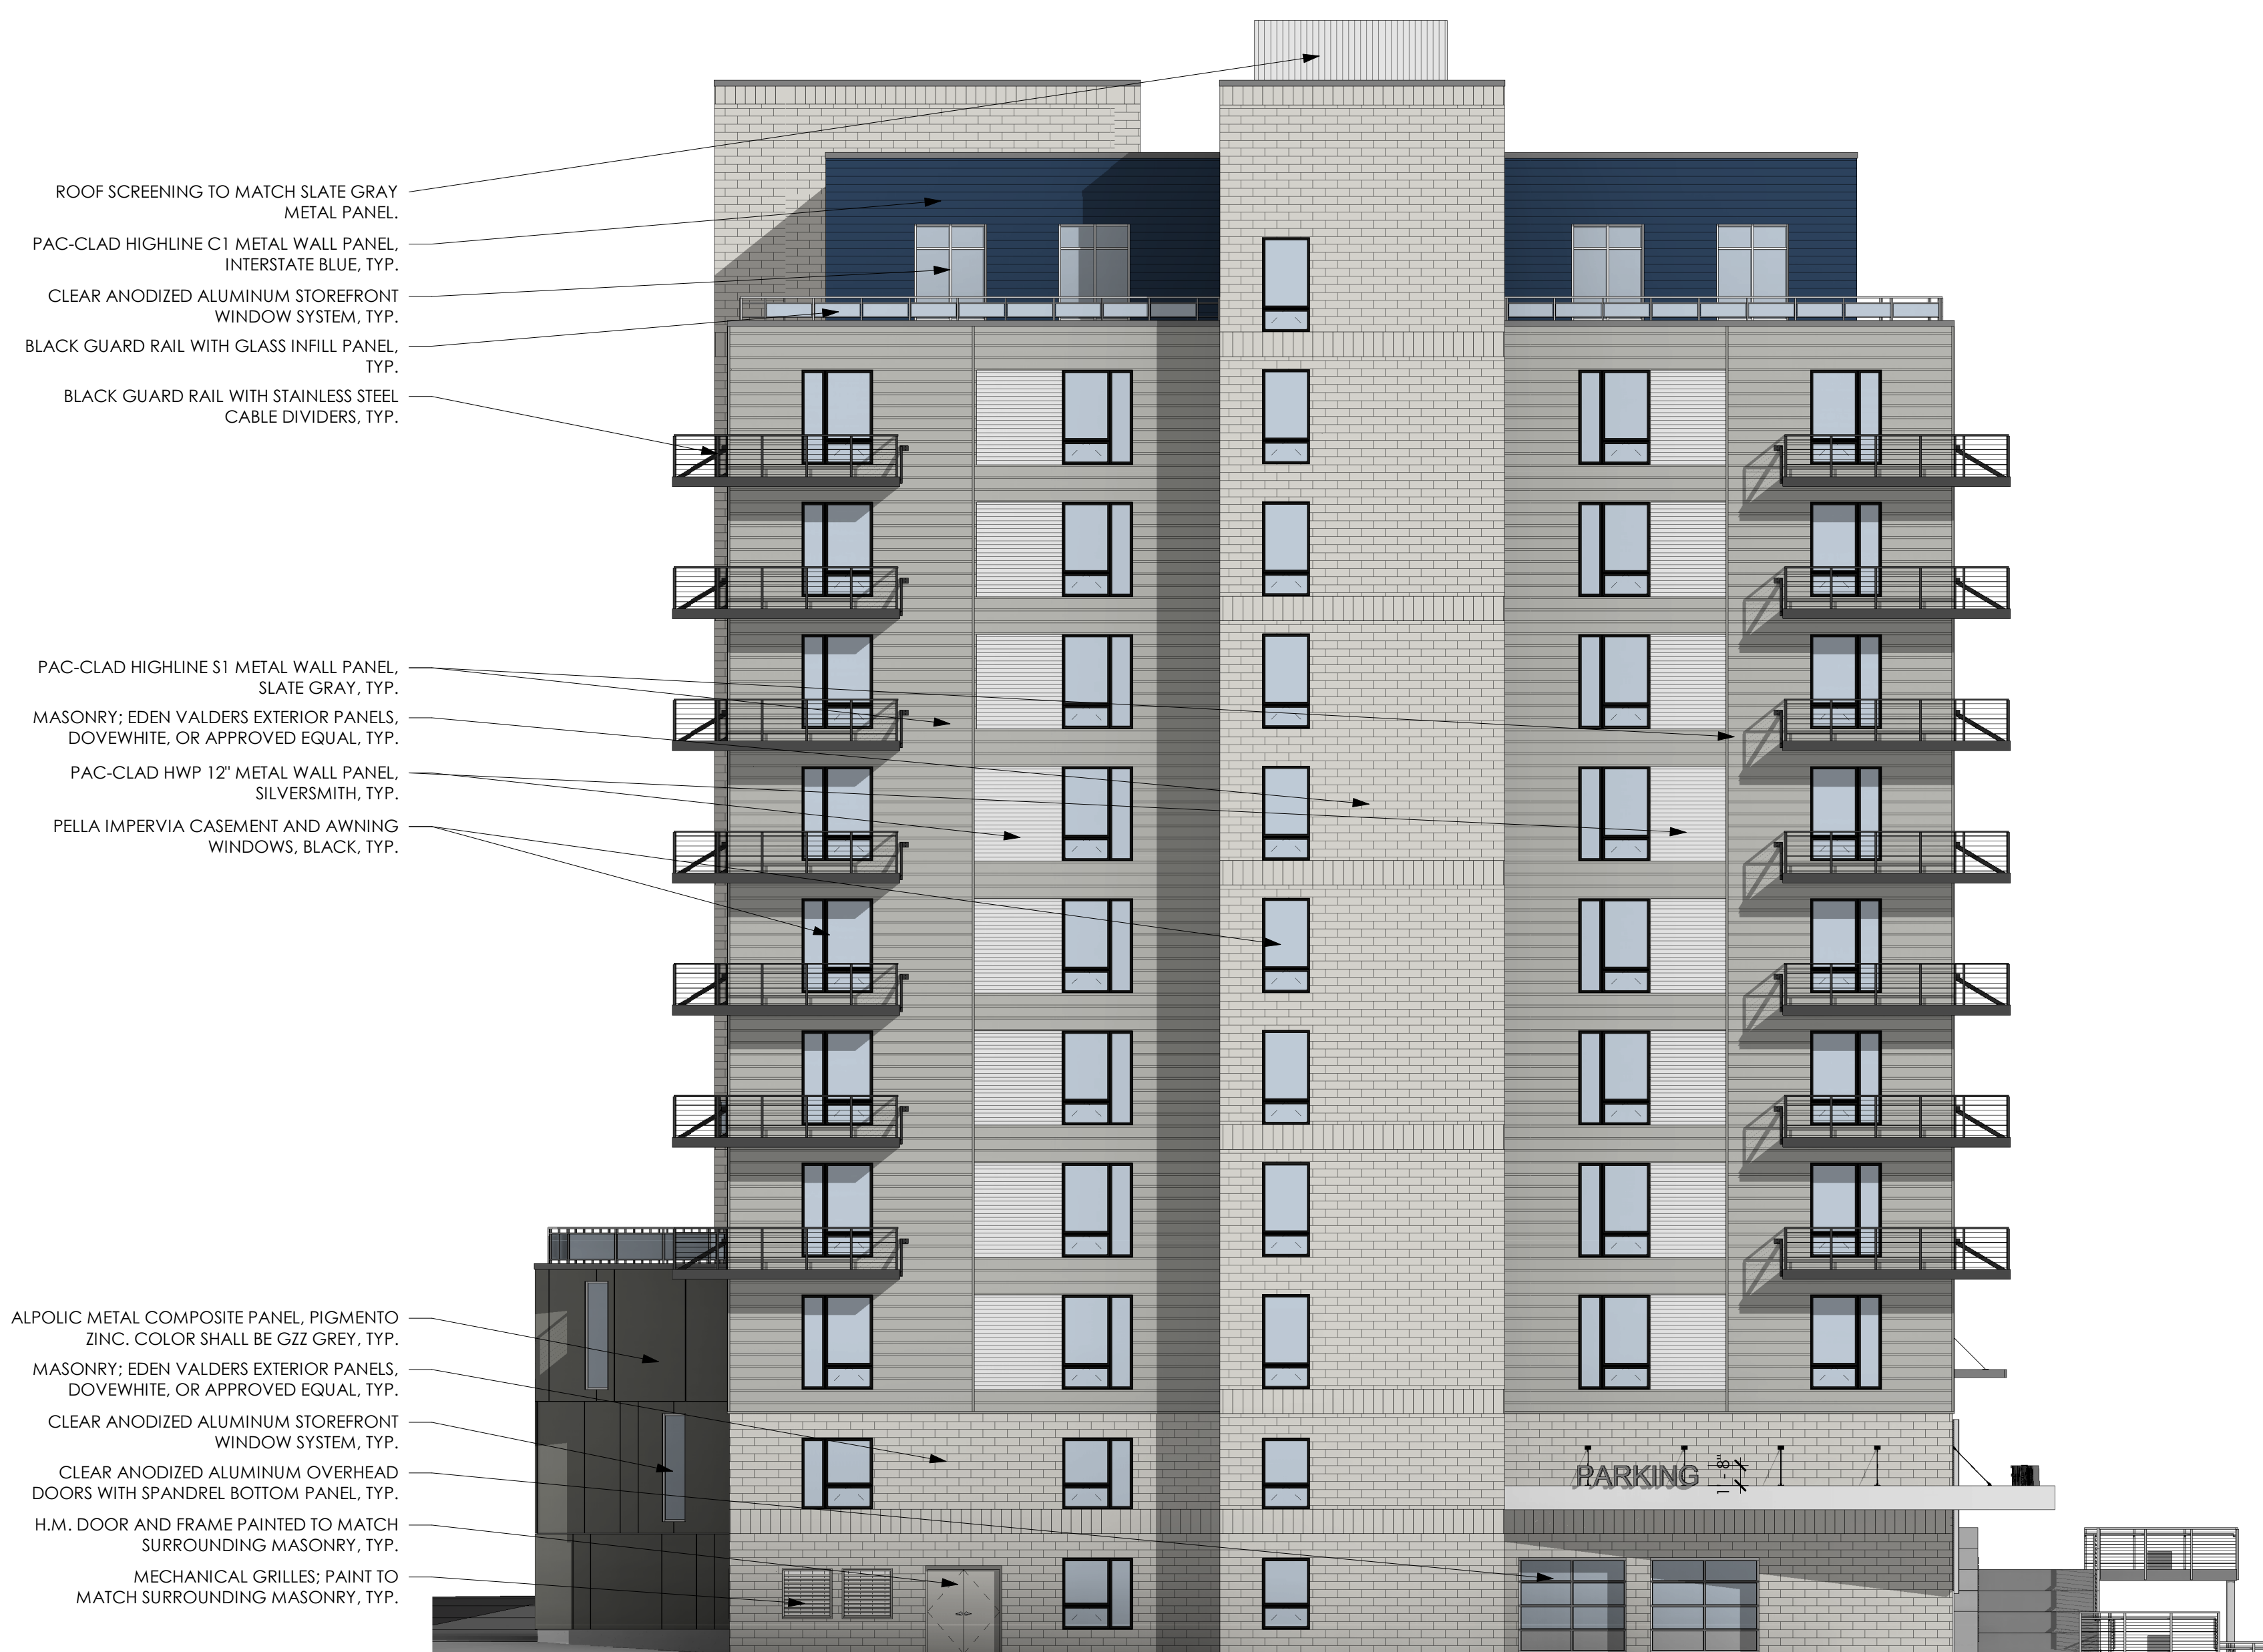 ROOF SCREENING TO MATCH SLATE GRAY
METAL PANEL.
PAC-CLAD HIGHLINE C1 METAL WALL PANEL,
INTERSTATE BLUE, TYP.
CLEAR ANODIZED ALUMINUM STOREFRONT
WINDOW SYSTEM, TYP.
BLACK GUARD RAIL WITH GLASS INFILL PANEL,
TYP.
BLACK GUARD RAIL WITH STAINLESS STEEL
CABLE DIVIDERS, TYP.
PAC-CLAD HIGHLINE S1 METAL WALL PANEL,
SLATE GRAY, TYP.
MASONRY; EDEN VALDERS EXTERIOR PANELS,
DOVEWHITE, OR APPROVED EQUAL, TYP.
PAC-CLAD HWP 12" METAL WALL PANEL,
SILVERSMITH, TYP.
PELLA IMPERVIA CASEMENT AND AWNING
WINDOWS, BLACK, TYP.
ALPOLIC METAL COMPOSITE PANEL, PIGMENTO
ZINC. COLOR SHALL BE GZZ GREY, TYP.
MASONRY; EDEN VALDERS EXTERIOR PANELS,
DOVEWHITE, OR APPROVED EQUAL, TYP.
CLEAR ANODIZED ALUMINUM STOREFRONT
WINDOW SYSTEM, TYP.
CLEAR ANODIZED ALUMINUM OVERHEAD
DOORS WITH SPANDREL BOTTOM PANEL, TYP.
H.M. DOOR AND FRAME PAINTED TO MATCH
SURROUNDING MASONRY, TYP.
MECHANICAL GRILLES; PAINT TO
MATCH SURROUNDING MASONRY, TYP.
PARKING
1' - 8"